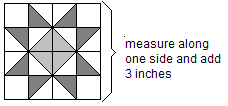 measure along
one side and add
3 inches